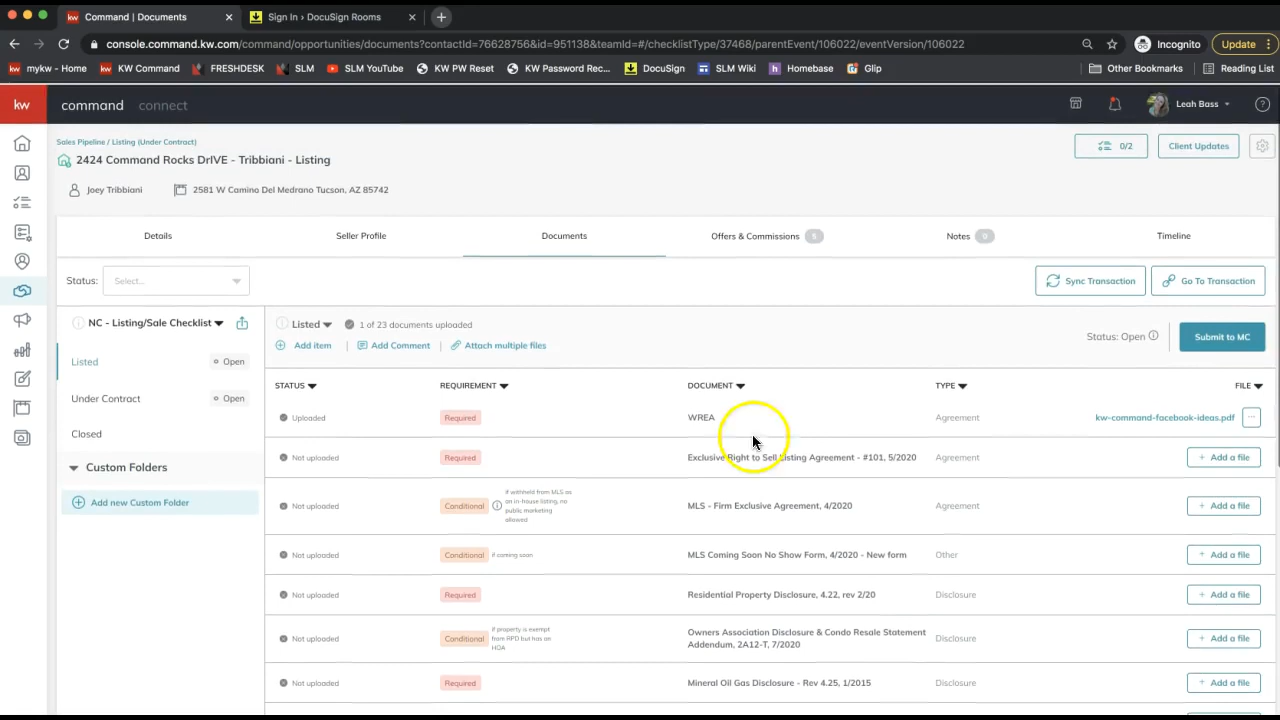 Command | Documents
Sign In › DocuSign Rooms
console.command.kw.com/command/opportunities/documents?contactId=76628756&id=951138&teamId=#/checklistType/37468/parentEvent/106022/eventVersion/106022
Incognito
Update
mykw - Home
KW Command
FRESHDESK
SLM
SLM YouTube
KW PW Reset
KW Password Rec...
DocuSign
SLM Wiki
Homebase
Glip
Other Bookmarks
Reading List
kw
command
connect
Leah Bass
Sales Pipeline / Listing (Under Contract)
2424 Command Rocks DrIVE - Tribbiani - Listing
0/2
Client Updates
Joey Tribbiani
2581 W Camino Del Medrano Tucson, AZ 85742
Details
Seller Profile
Documents
Offers & Commissions 5
Notes 0
Timeline
Status:
Select...
Sync Transaction
Go To Transaction
NC - Listing/Sale Checklist
Listed
Open
Under Contract
Open
Closed
Custom Folders
Add new Custom Folder
Listed
1 of 23 documents uploaded
Add item
Add Comment
Attach multiple files
Status: Open
Submit to MC
STATUS
REQUIREMENT
DOCUMENT
TYPE
FILE
Uploaded
Required
WREA
Agreement
kw-command-facebook-ideas.pdf
Not uploaded
Required
Exclusive Right to Sell Listing Agreement - #101, 5/2020
Agreement
+ Add a file
Not uploaded
Conditional
if withheld from MLS as
an in-house listing, no
public marketing
allowed
MLS - Firm Exclusive Agreement, 4/2020
Agreement
+ Add a file
Not uploaded
Conditional
if coming soon
MLS Coming Soon No Show Form, 4/2020 - New form
Other
+ Add a file
Not uploaded
Required
Residential Property Disclosure, 4.22, rev 2/20
Disclosure
+ Add a file
Not uploaded
Conditional
if property is exempt
from RPD but has an
HOA
Owners Association Disclosure & Condo Resale Statement
Addendum, 2A12-T, 7/2020
Disclosure
+ Add a file
Not uploaded
Required
Mineral Oil Gas Disclosure - Rev 4.25, 1/2015
Disclosure
+ Add a file